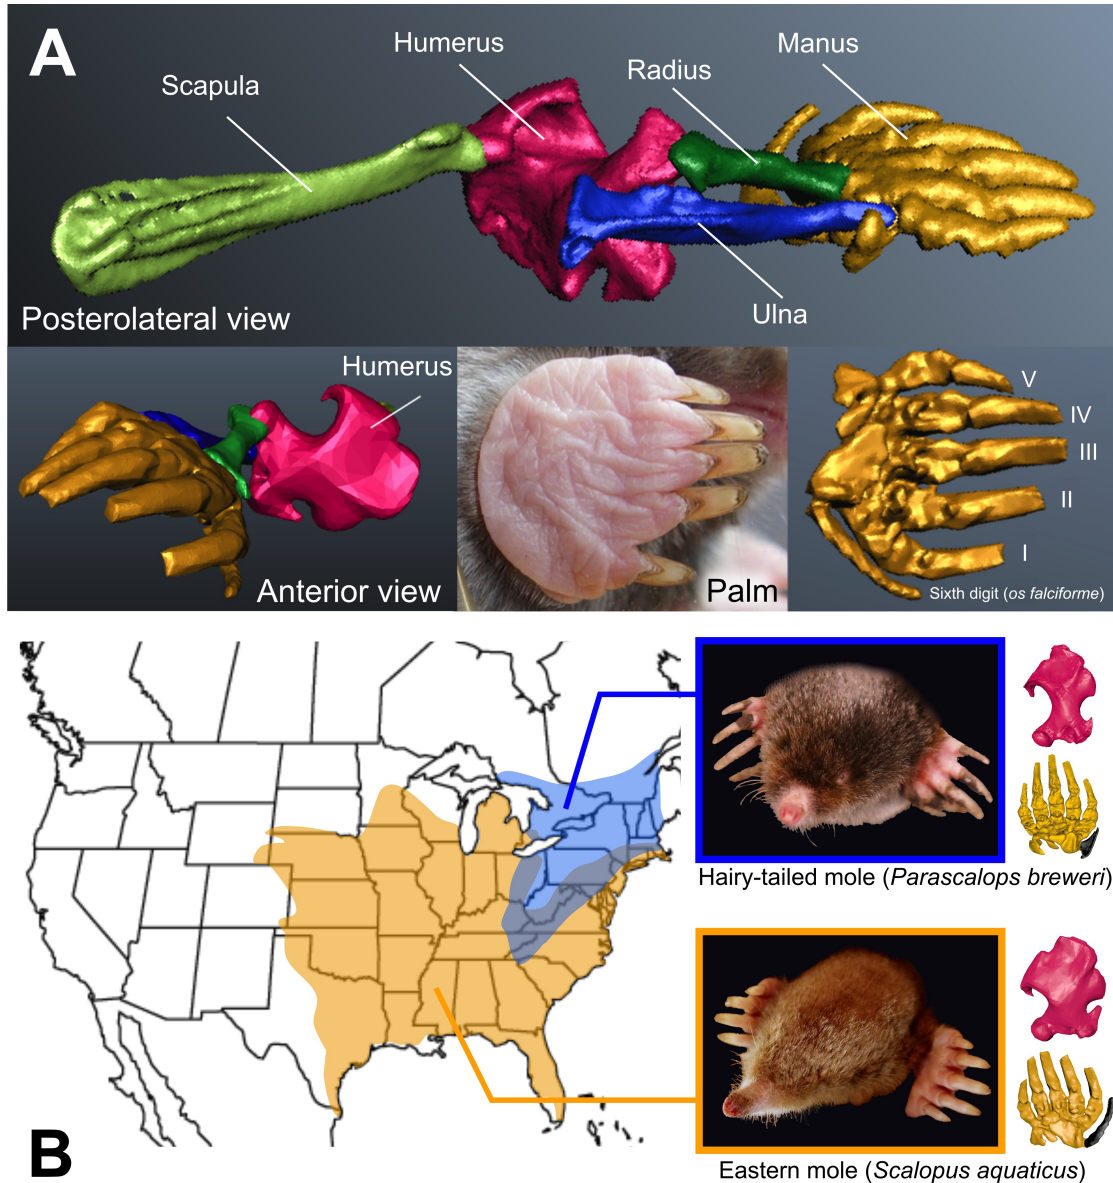 A
Scapula
Humerus
Radius
Manus
Ulna
Posterolateral view
Humerus
Anterior view
Palm
V
IV
III
II
I
Sixth digit (os falciforme)
Hairy-tailed mole (Parascalops breweri)
Eastern mole (Scalopus aquaticus)
B